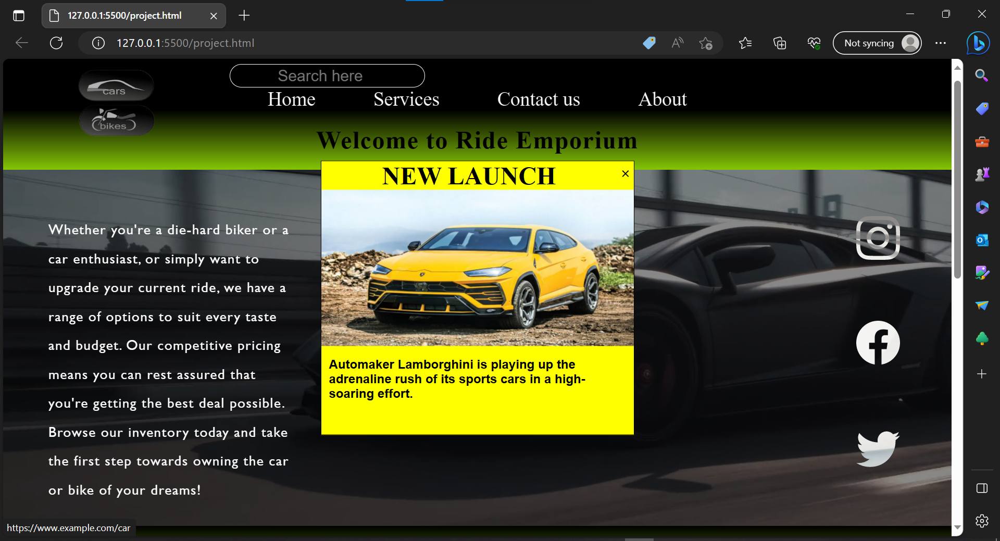 127.0.0.1:5500/project.html
127.0.0.1:5500/project.html
Not syncing
Search here
cars
Home
Services
Contact us
About
bikes
Welcome to Ride Emporium
NEW LAUNCH
Whether you're a die-hard biker or a
car enthusiast, or simply want to
upgrade your current ride, we have a
range of options to suit every taste
and budget. Our competitive pricing
means you can rest assured that
you're getting the best deal possible.
Browse our inventory today and take
the first step towards owning the car
or bike of your dreams!
Automaker Lamborghini is playing up the
adrenaline rush of its sports cars in a high-
soaring effort.
https://www.example.com/car